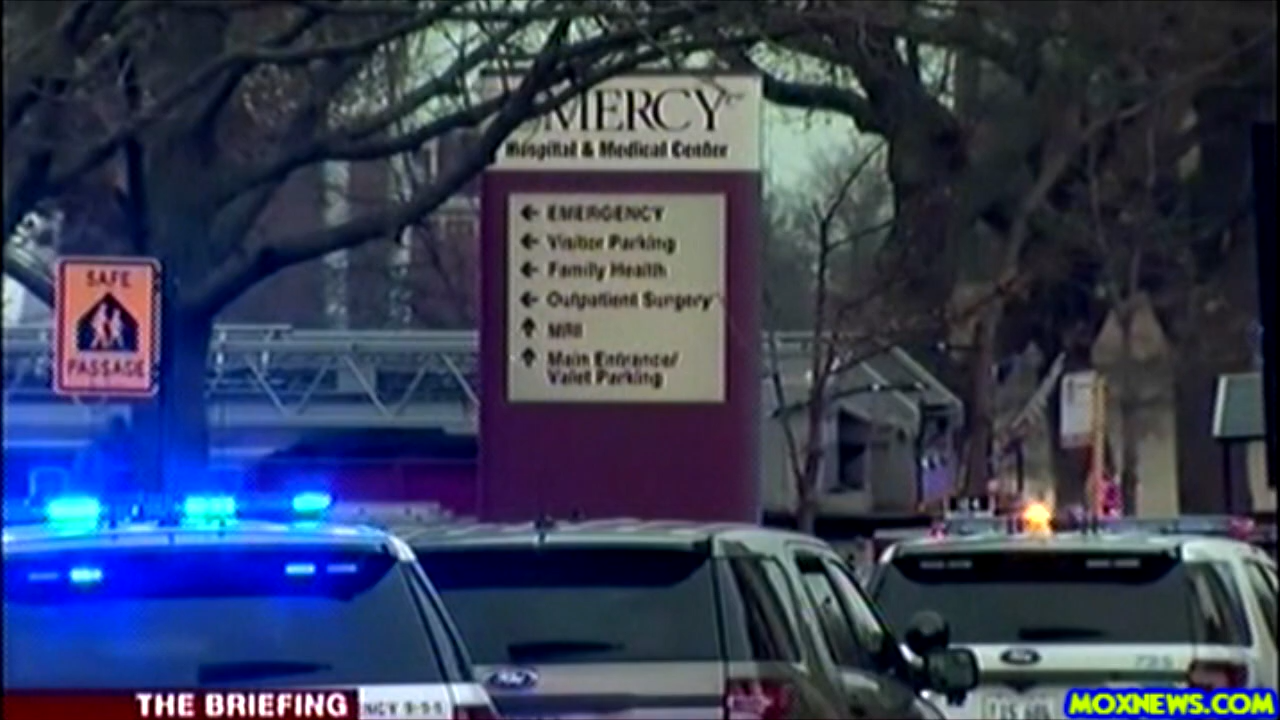 MERCY
Hospital & Medical Center
← EMERGENCY
← Visitor Parking
← Family Health
← Outpatient Surgery
↑ MRI
↑ Main Entrance/
Valet Parking
SAFE
PASSAGE
Ford
THE BRIEFING
MOXNEWS.COM